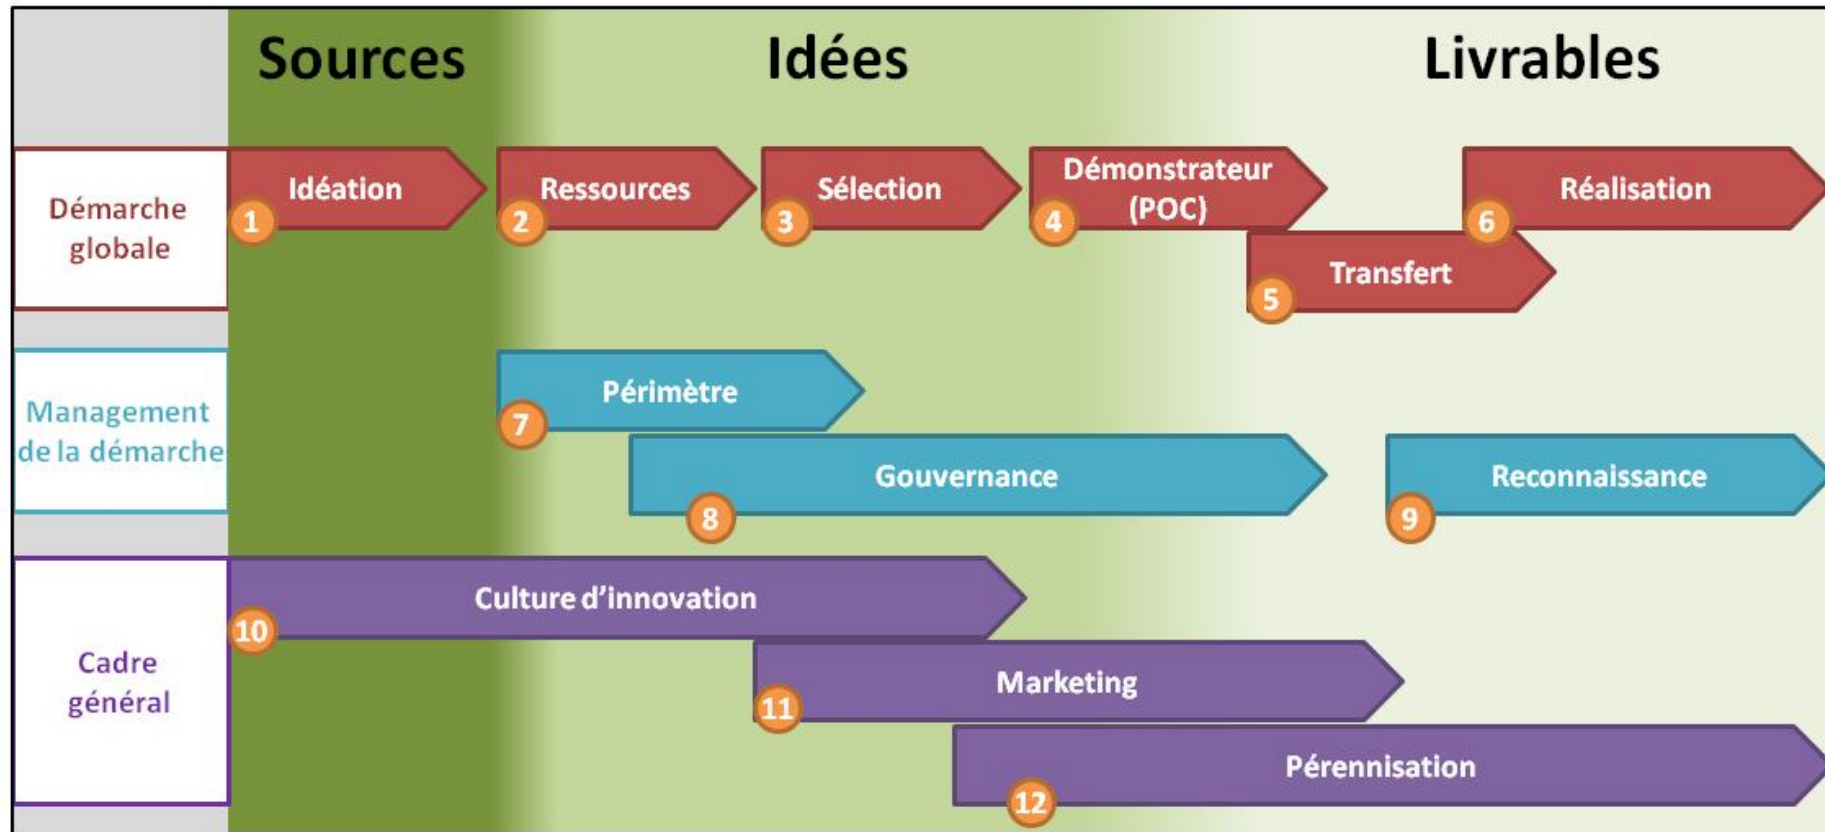 Sources
Idées
Livrables
Démarche
globale
Idéation
1
Ressources
2
Sélection
3
Démonstrateur
(POC)
4
Transfert
5
Réalisation
6
Management
de la démarche
Périmètre
7
Gouvernance
8
Reconnaissance
9
Cadre
général
Culture d'innovation
10
Marketing
11
Pérennisation
12